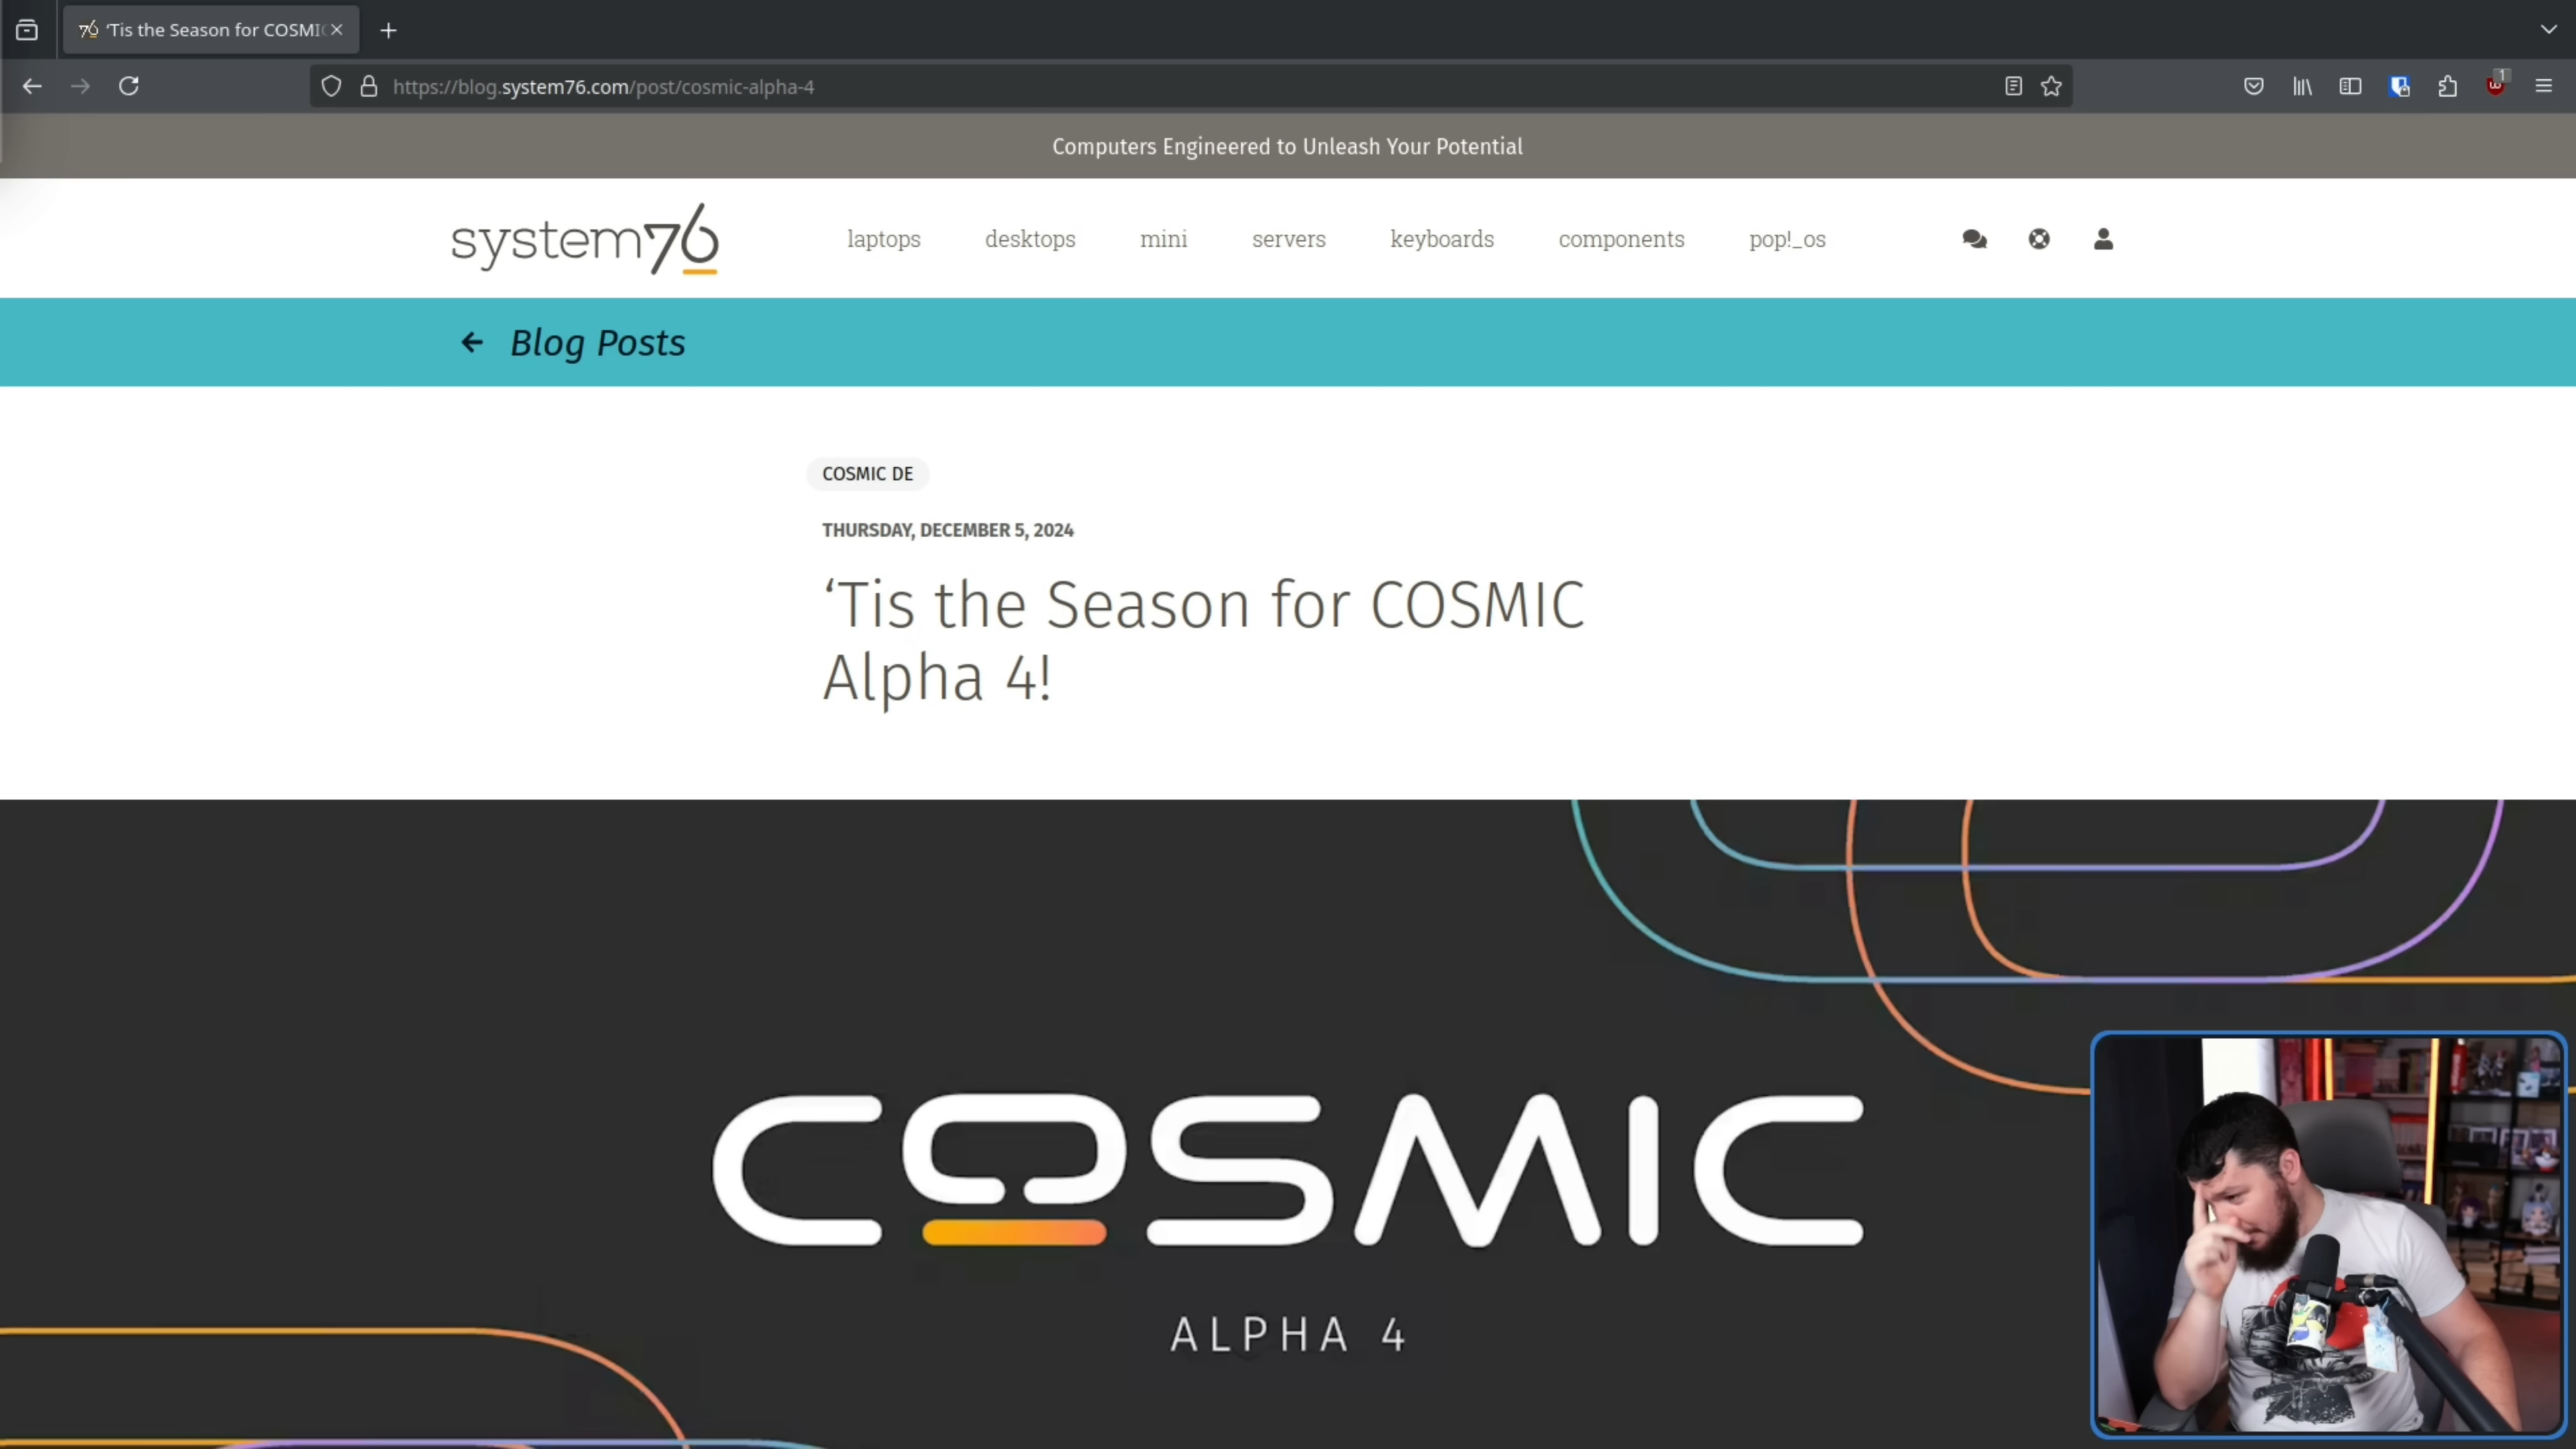 ‘Tis the Season for COSMI
https://blog.system76.com/post/cosmic-alpha-4
1
Computers Engineered to Unleash Your Potential
system76
laptops desktops mini servers keyboards components pop!_os
Blog Posts
COSMIC DE
THURSDAY, DECEMBER 5, 2024
‘Tis the Season for COSMIC
Alpha 4!
COSMIC
ALPHA 4